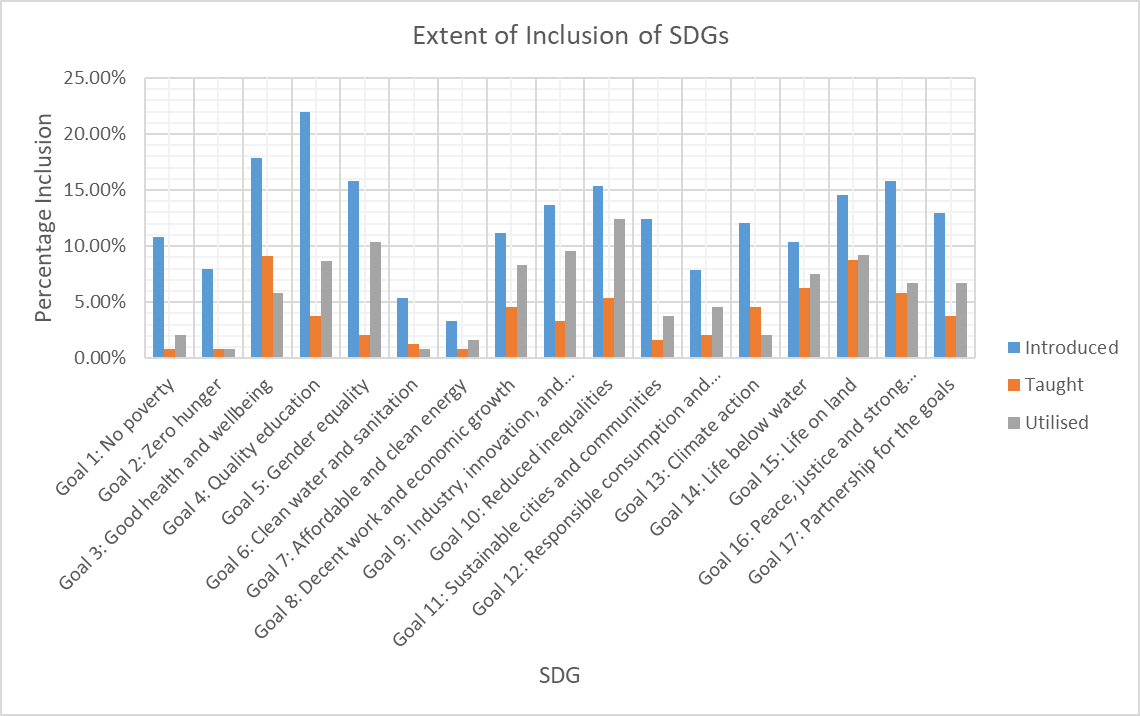 Extent of Inclusion of SDGs
Percentage Inclusion
25.00%
20.00%
15.00%
10.00%
5.00%
0.00%
Goal 1: No poverty
Goal 2: Zero hunger
Goal 3: Good health and wellbeing
Goal 4: Quality education
Goal 5: Gender equality
Goal 6: Clean water and sanitation
Goal 7: Affordable and clean energy
Goal 8: Decent work and economic growth
Goal 9: Industry, innovation, and...
Goal 10: Reduced inequalities
Goal 11: Sustainable cities and communities
Goal 12: Responsible consumption and...
Goal 13: Climate action
Goal 14: Life below water
Goal 15: Life on land
Goal 16: Peace, justice and strong...
Goal 17: Partnership for the goals
SDG
Introduced
Taught
Utilised